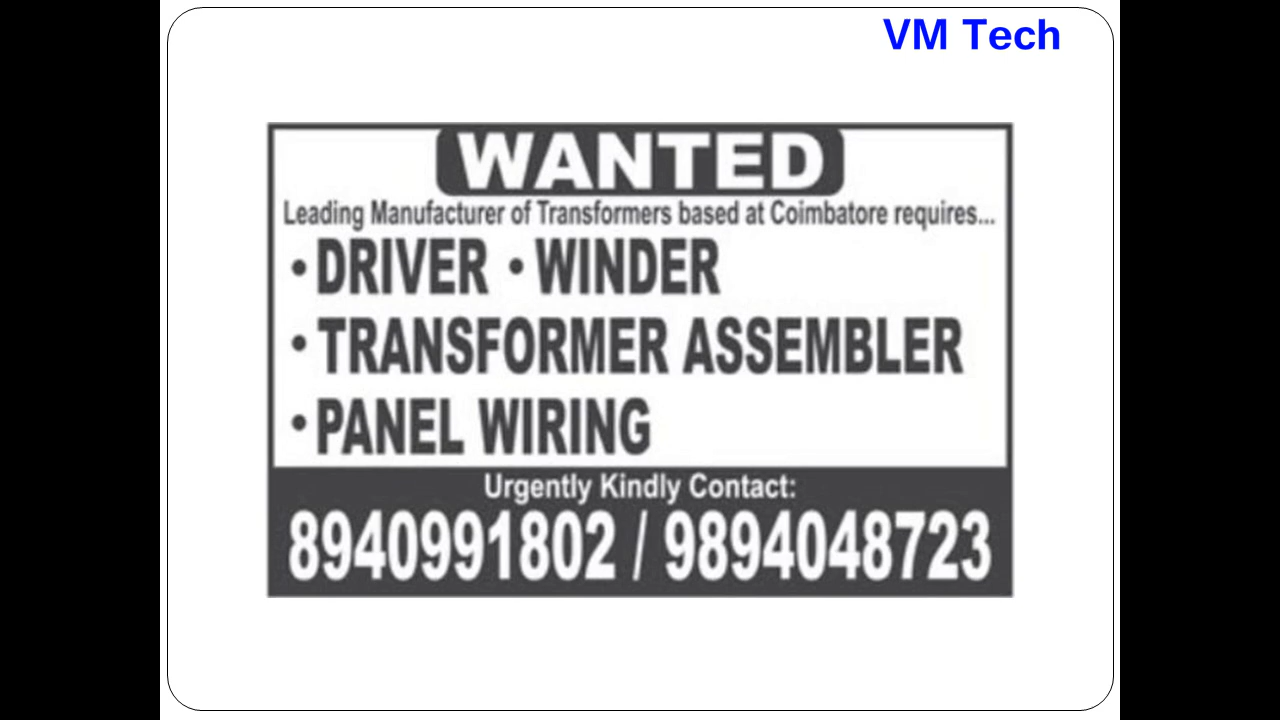 VM Tech
WANTED
Leading Manufacturer of Transformers based at Coimbatore requires...
• DRIVER • WINDER
• TRANSFORMER ASSEMBLER
• PANEL WIRING
Urgently Kindly Contact:
8940991802 / 9894048723